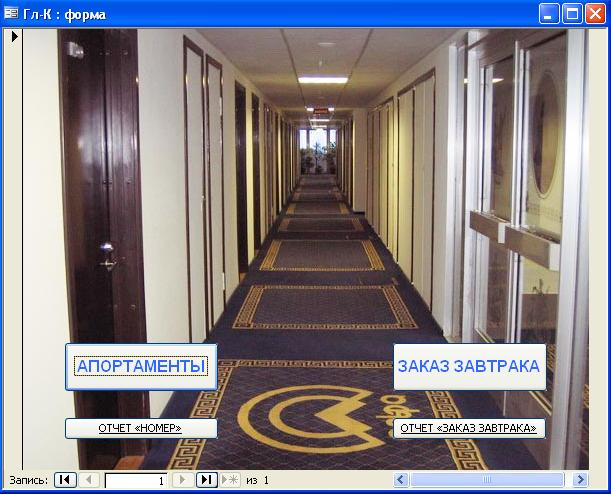 Гл-К : форма
АПОРТАМЕНТЫ
ЗАКАЗ ЗАВТРАКА
ОТЧЕТ «НОМЕР»
ОТЧЕТ «ЗАКАЗ ЗАВТРАКА»
Запись: 1 из 1